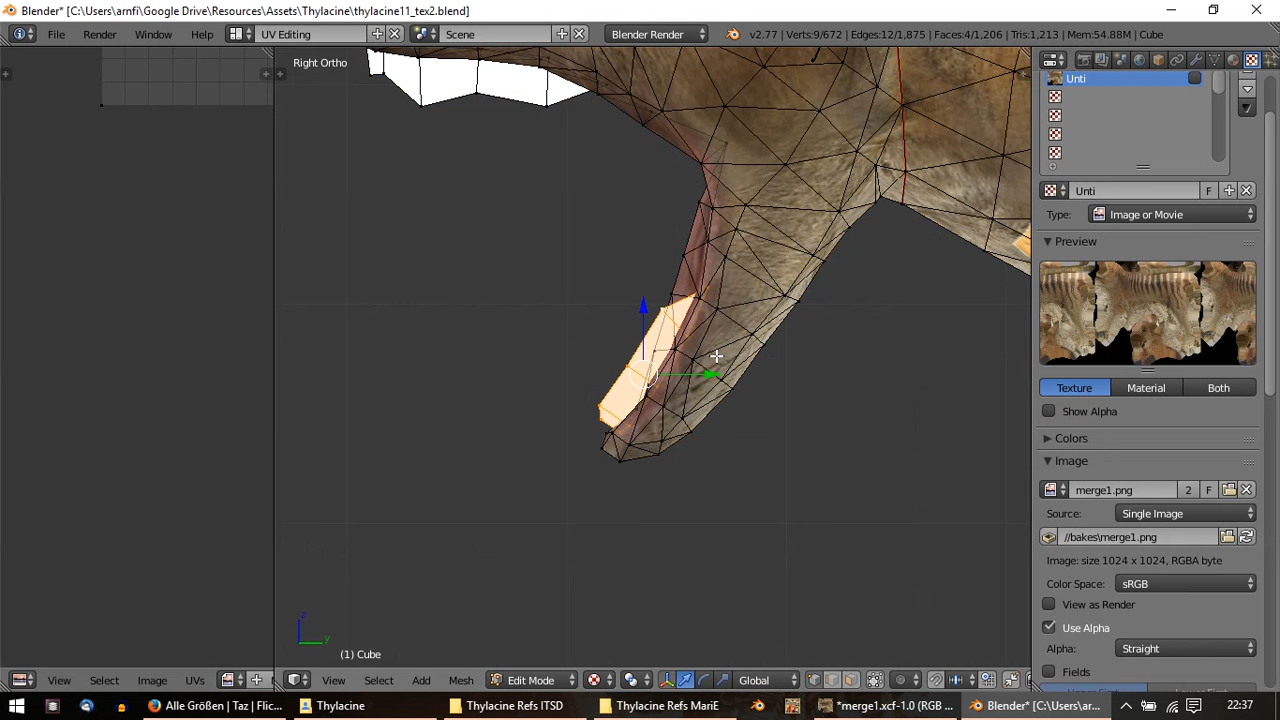 Blender* [C:\Users\arnfi\Google Drive\Resources\Assets\Thylacine\thylacine11_tex2.blend]
File Render Window Help UV Editing Scene Blender Render v2.77 | Verts:9/672 | Edges:12/1,875 | Faces:4/1,206 | Tris:1,213 | Mem:54.88M | Cube
Right Ortho
Unti
Unti F
Type: Image or Movie
Preview
Texture Material Both
Show Alpha
Colors
Image
merge1.png 2 F
Source: Single Image
//bakes\merge1.png
Image: size 1024 x 1024, RGBA byte
Color Space: sRGB
View as Render
Use Alpha
Alpha: Straight
Fields
z
y
(1) Cube
View Select Image UVs
View Select Add Mesh Edit Mode Global
Alle Größen | Taz | Flic... Thylacine Thylacine Refs ITSD Thylacine Refs MariE *merge1.xcf-1.0 (RGB ... Blender* [C:\Users\ar... 22:37